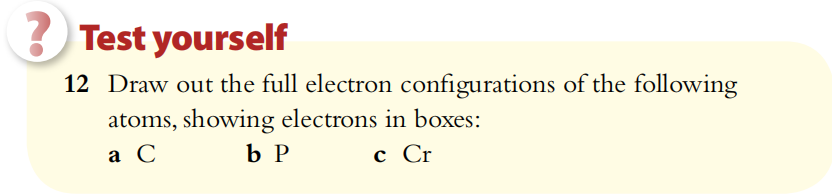 ? Test yourself
12 Draw out the full electron configurations of the following
atoms, showing electrons in boxes:
a C b P c Cr